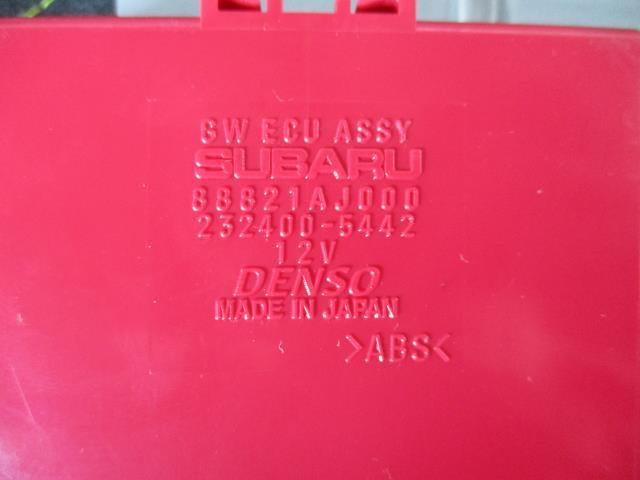 GW ECU ASSY
SUBARU
88821AJ000
232400-5442
12V
DENSO
MADE IN JAPAN
>ABS<